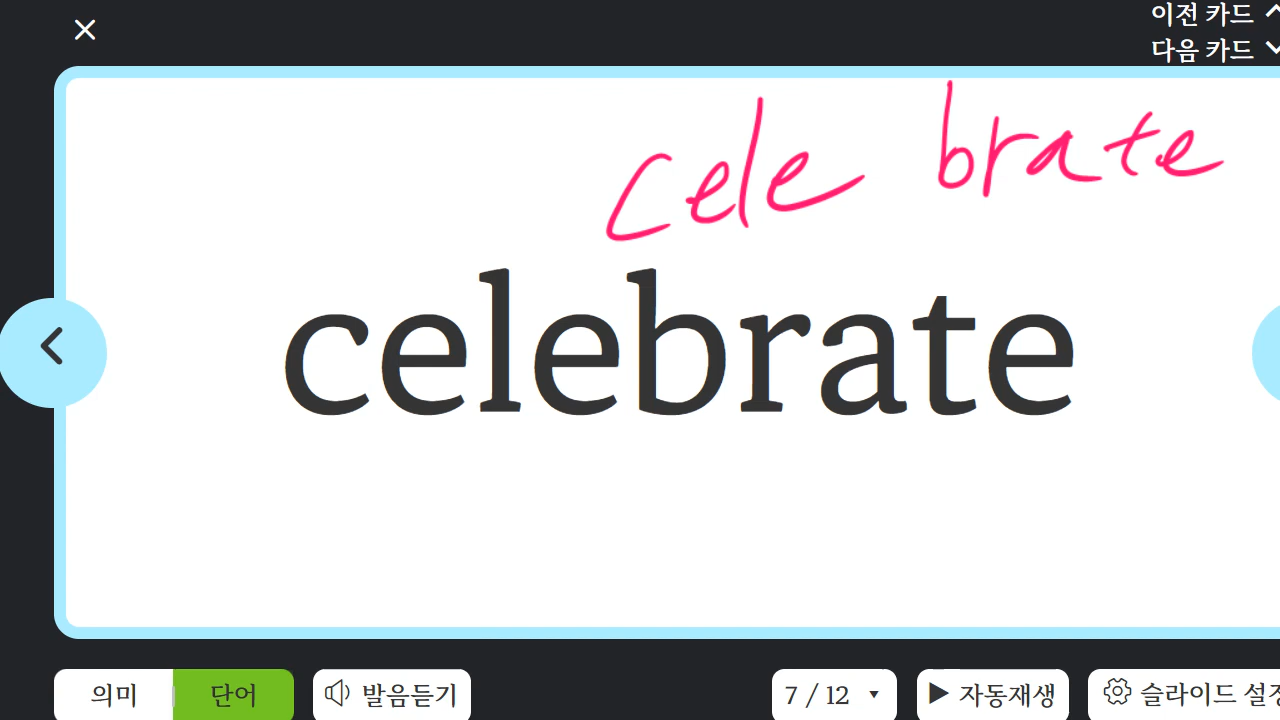 이전 카드
다음 카드
cele brate
celebrate
의미 단어 발음듣기 7 / 12 자동재생 슬라이드 설정